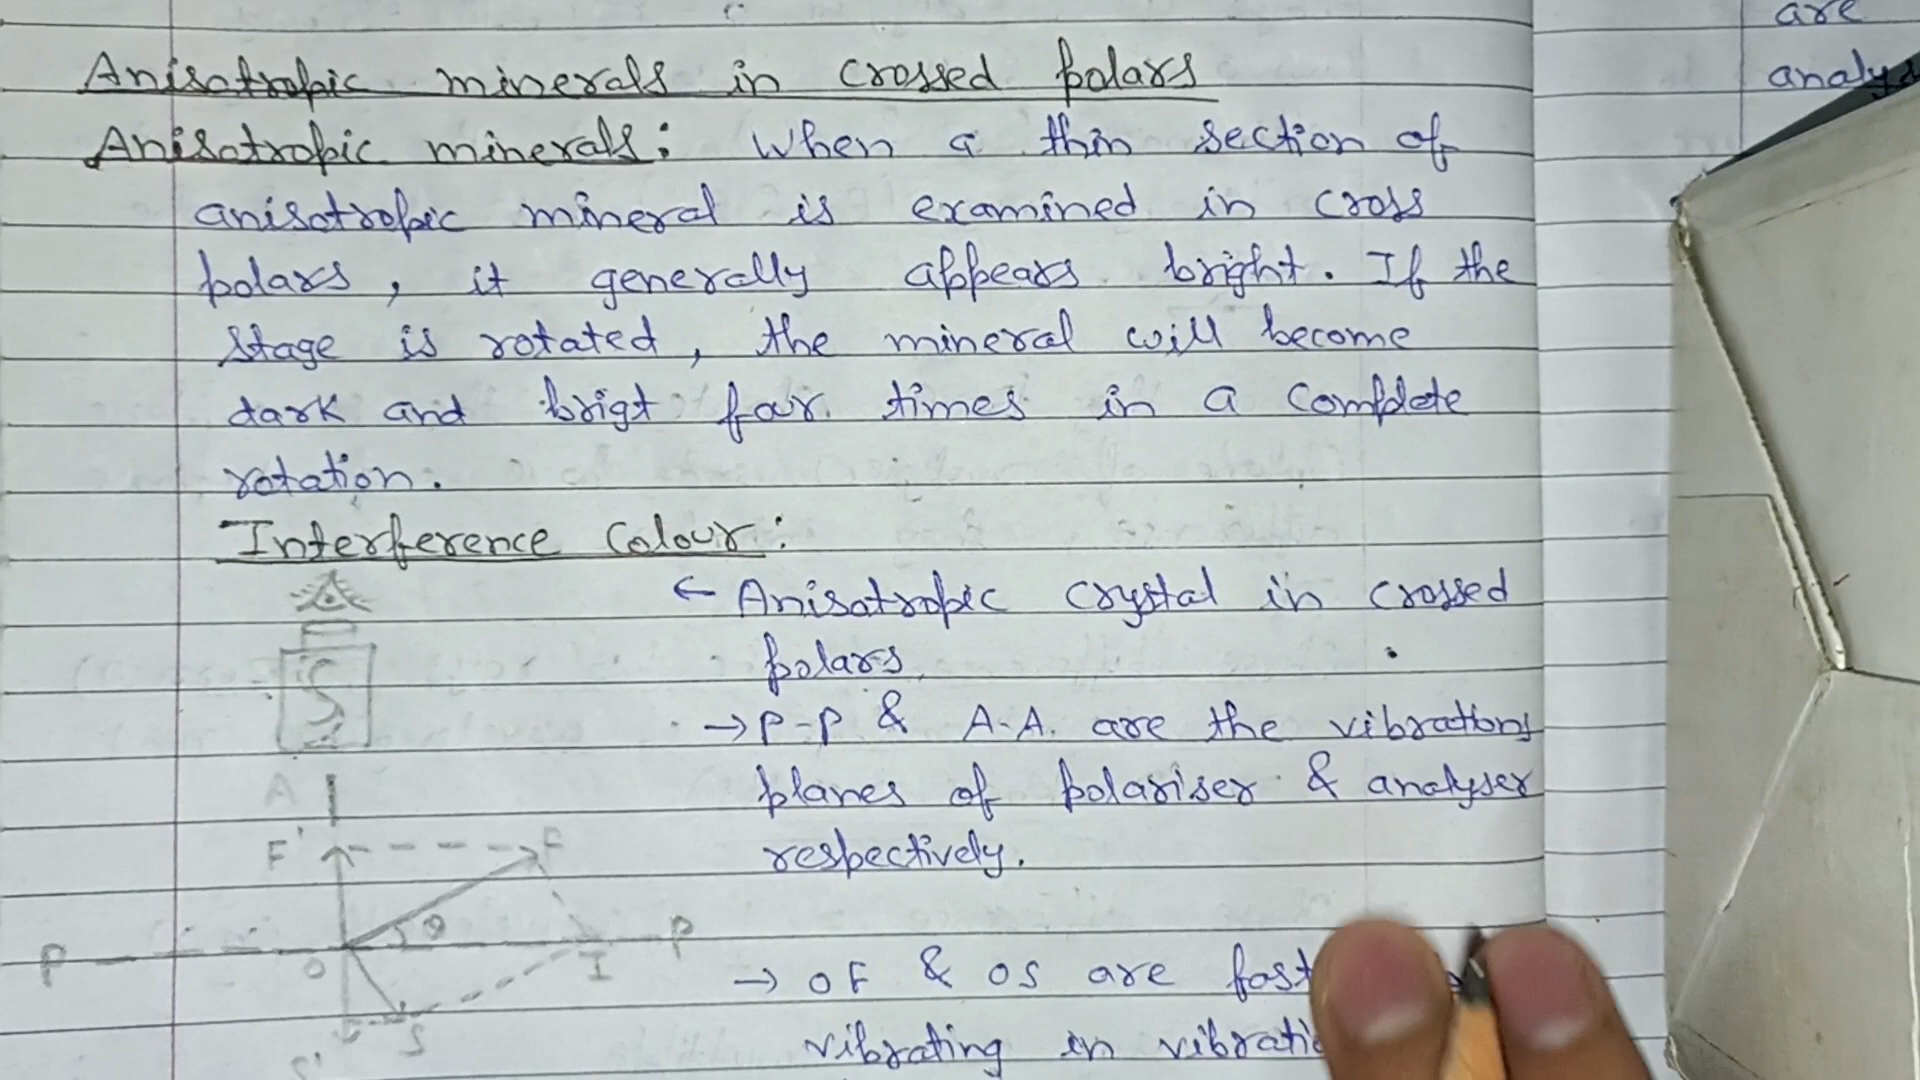 are
analys
Anisotropic minerals in crossed polars
Anisotropic minerals: When a thin section of
anisotropic mineral is examined in cross
polars, it generally appears bright. If the
stage is rotated, the mineral will become
dark and brigt four times in a complete
rotation.
Interference Colour:
← Anisotropic crystal in crossed
polars
→ P-P & A-A. are the vibrations
planes of polariser & analyser
respectively.
A
F' F
P O θ I P
S
S'
→ OF & OS are fast
vibrating in vibrati